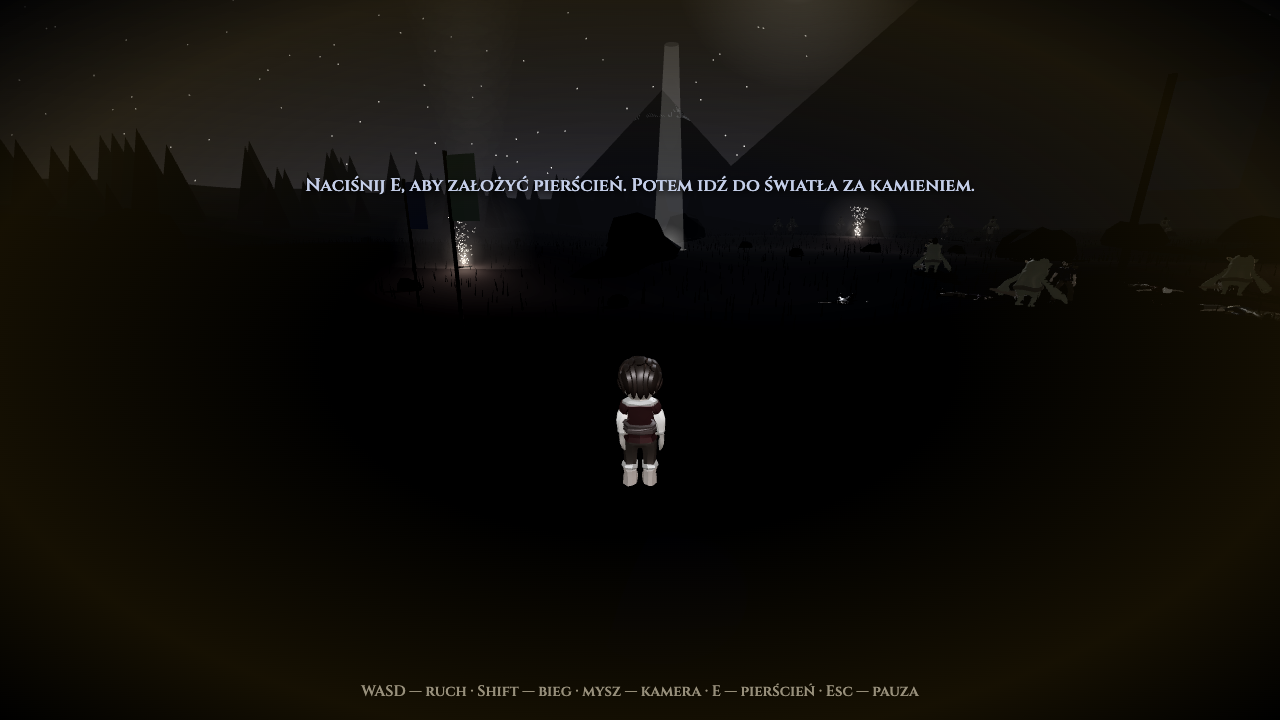 Naciśnij E, aby założyć pierścień. Potem idź do światła za kamieniem.
WASD — ruch · Shift — bieg · mysz — kamera · E — pierścień · Esc — pauza